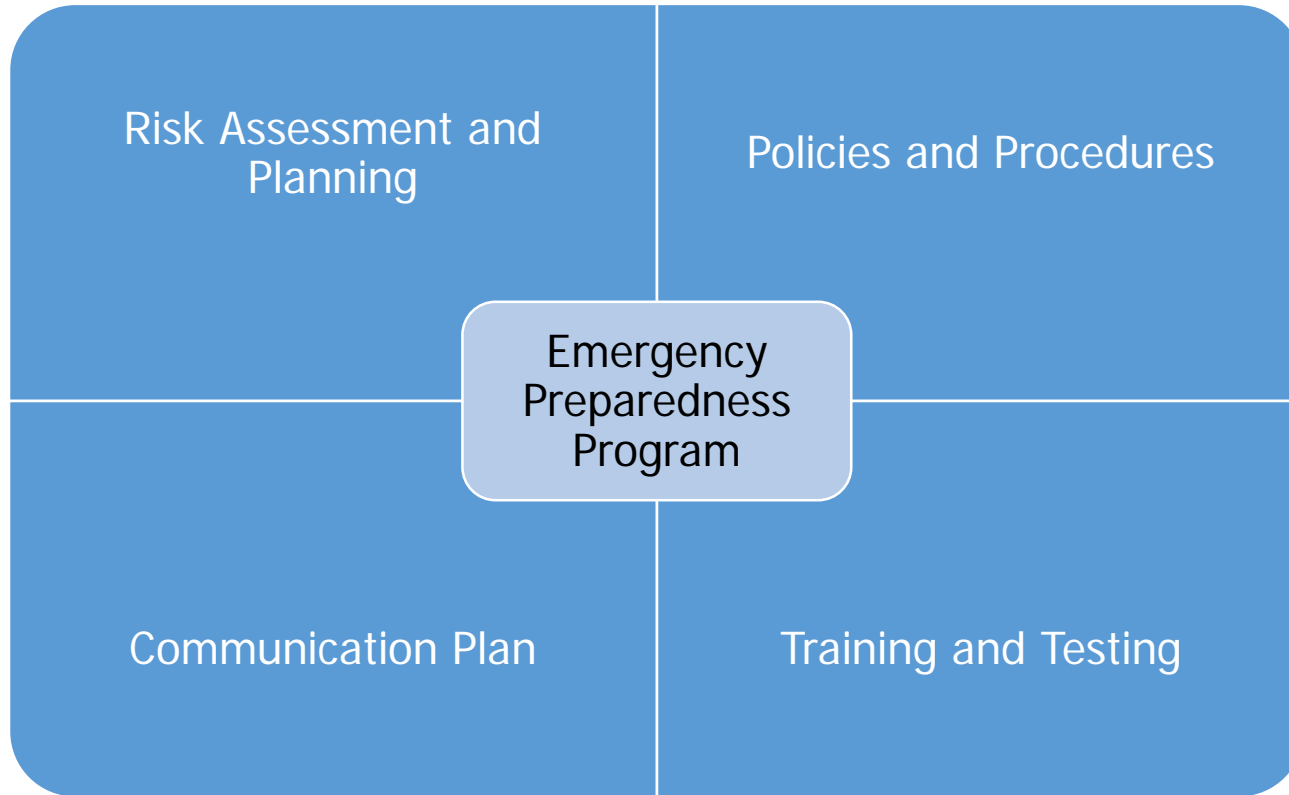 Risk Assessment and
Planning
Policies and Procedures
Emergency
Preparedness
Program
Communication Plan
Training and Testing